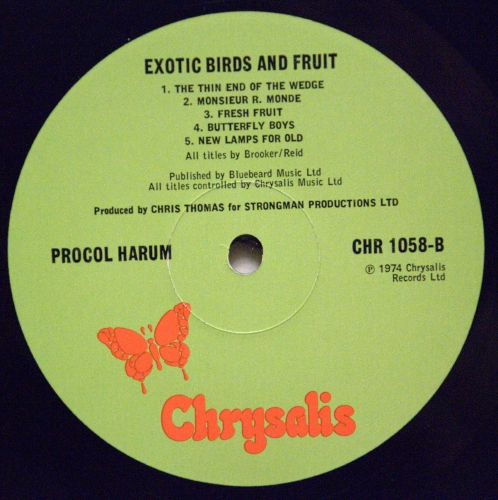 EXOTIC BIRDS AND FRUIT
1. THE THIN END OF THE WEDGE
2. MONSIEUR R. MONDE
3. FRESH FRUIT
4. BUTTERFLY BOYS
5. NEW LAMPS FOR OLD
All titles by Brooker/Reid
Published by Bluebeard Music Ltd
All titles controlled by Chrysalis Music Ltd
Produced by CHRIS THOMAS for STRONGMAN PRODUCTIONS LTD
PROCOL HARUM
CHR 1058-B
℗ 1974 Chrysalis
Records Ltd
Chrysalis